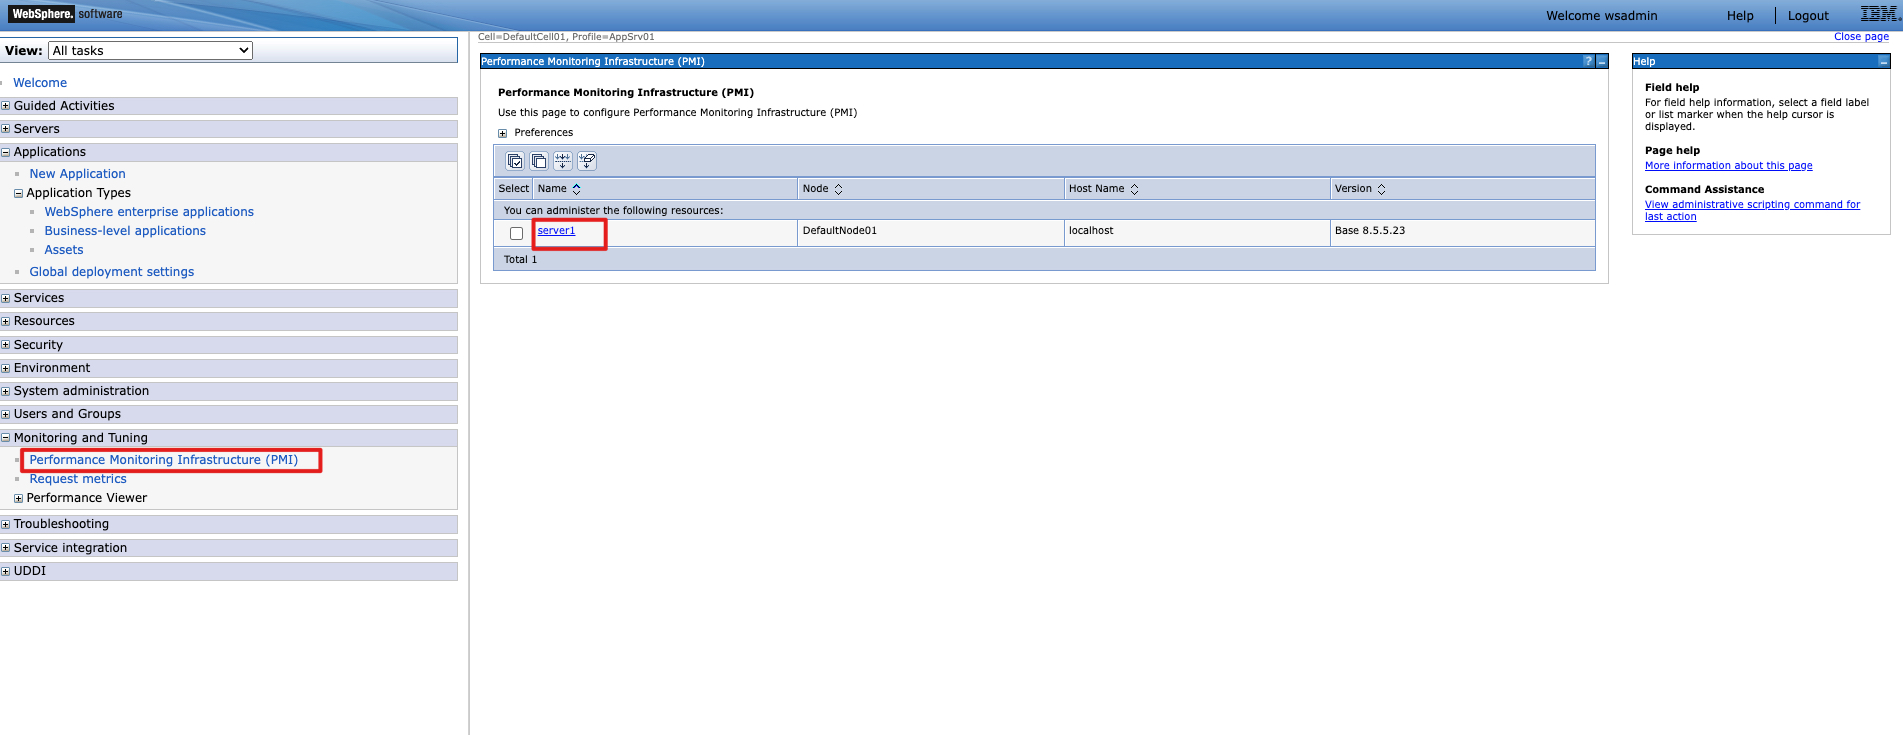 WebSphere. software
Welcome wsadmin
Help
Logout
IBM.
View: All tasks
Cell=DefaultCell01, Profile=AppSrv01
Close page
Welcome
Guided Activities
Servers
Applications
New Application
Application Types
WebSphere enterprise applications
Business-level applications
Assets
Global deployment settings
Services
Resources
Security
Environment
System administration
Users and Groups
Monitoring and Tuning
Performance Monitoring Infrastructure (PMI)
Request metrics
Performance Viewer
Troubleshooting
Service integration
UDDI
Performance Monitoring Infrastructure (PMI)
?
Performance Monitoring Infrastructure (PMI)
Use this page to configure Performance Monitoring Infrastructure (PMI)
Preferences
Select Name Node Host Name Version
You can administer the following resources:
server1 DefaultNode01 localhost Base 8.5.5.23
Total 1
Help
Field help
For field help information, select a field label
or list marker when the help cursor is
displayed.
Page help
More information about this page
Command Assistance
View administrative scripting command for
last action